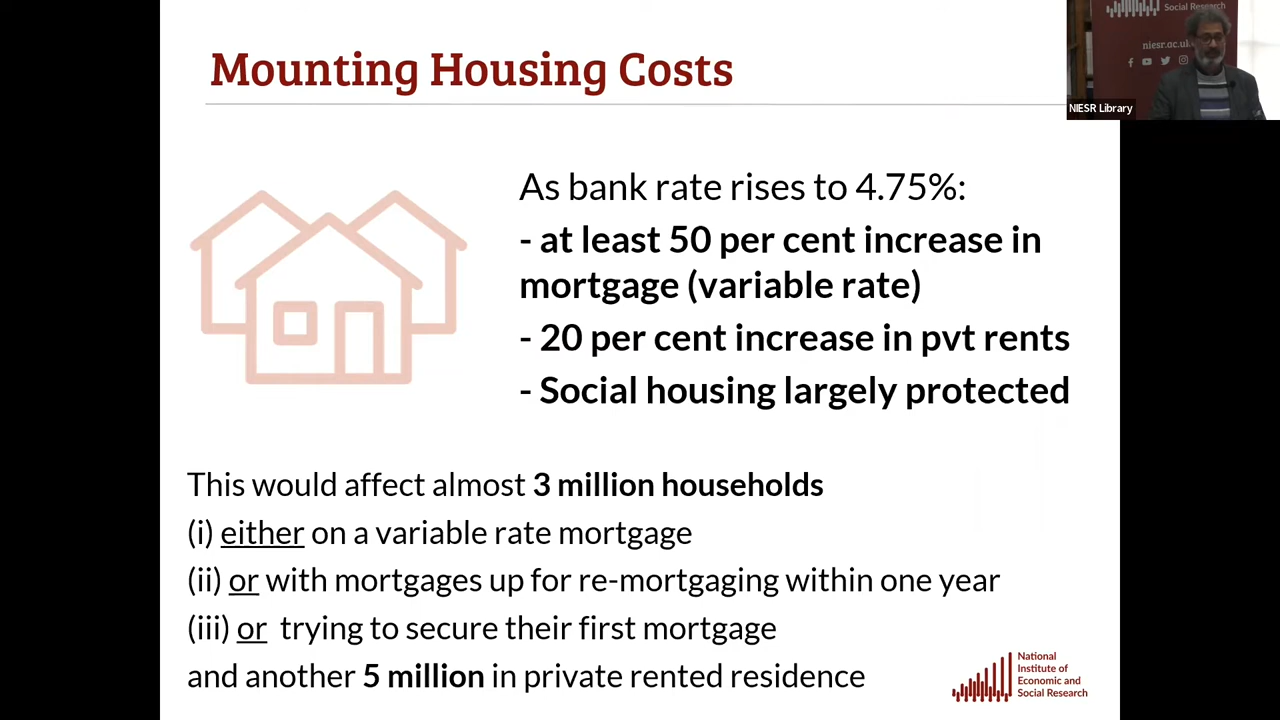 Mounting Housing Costs
Social Research
niesr.ac.u
NIESR Library
As bank rate rises to 4.75%:
- at least 50 per cent increase in
mortgage (variable rate)
- 20 per cent increase in pvt rents
- Social housing largely protected
This would affect almost 3 million households
(i) either on a variable rate mortgage
(ii) or with mortgages up for re-mortgaging within one year
(iii) or trying to secure their first mortgage
and another 5 million in private rented residence
National
Institute of
Economic and
Social Research